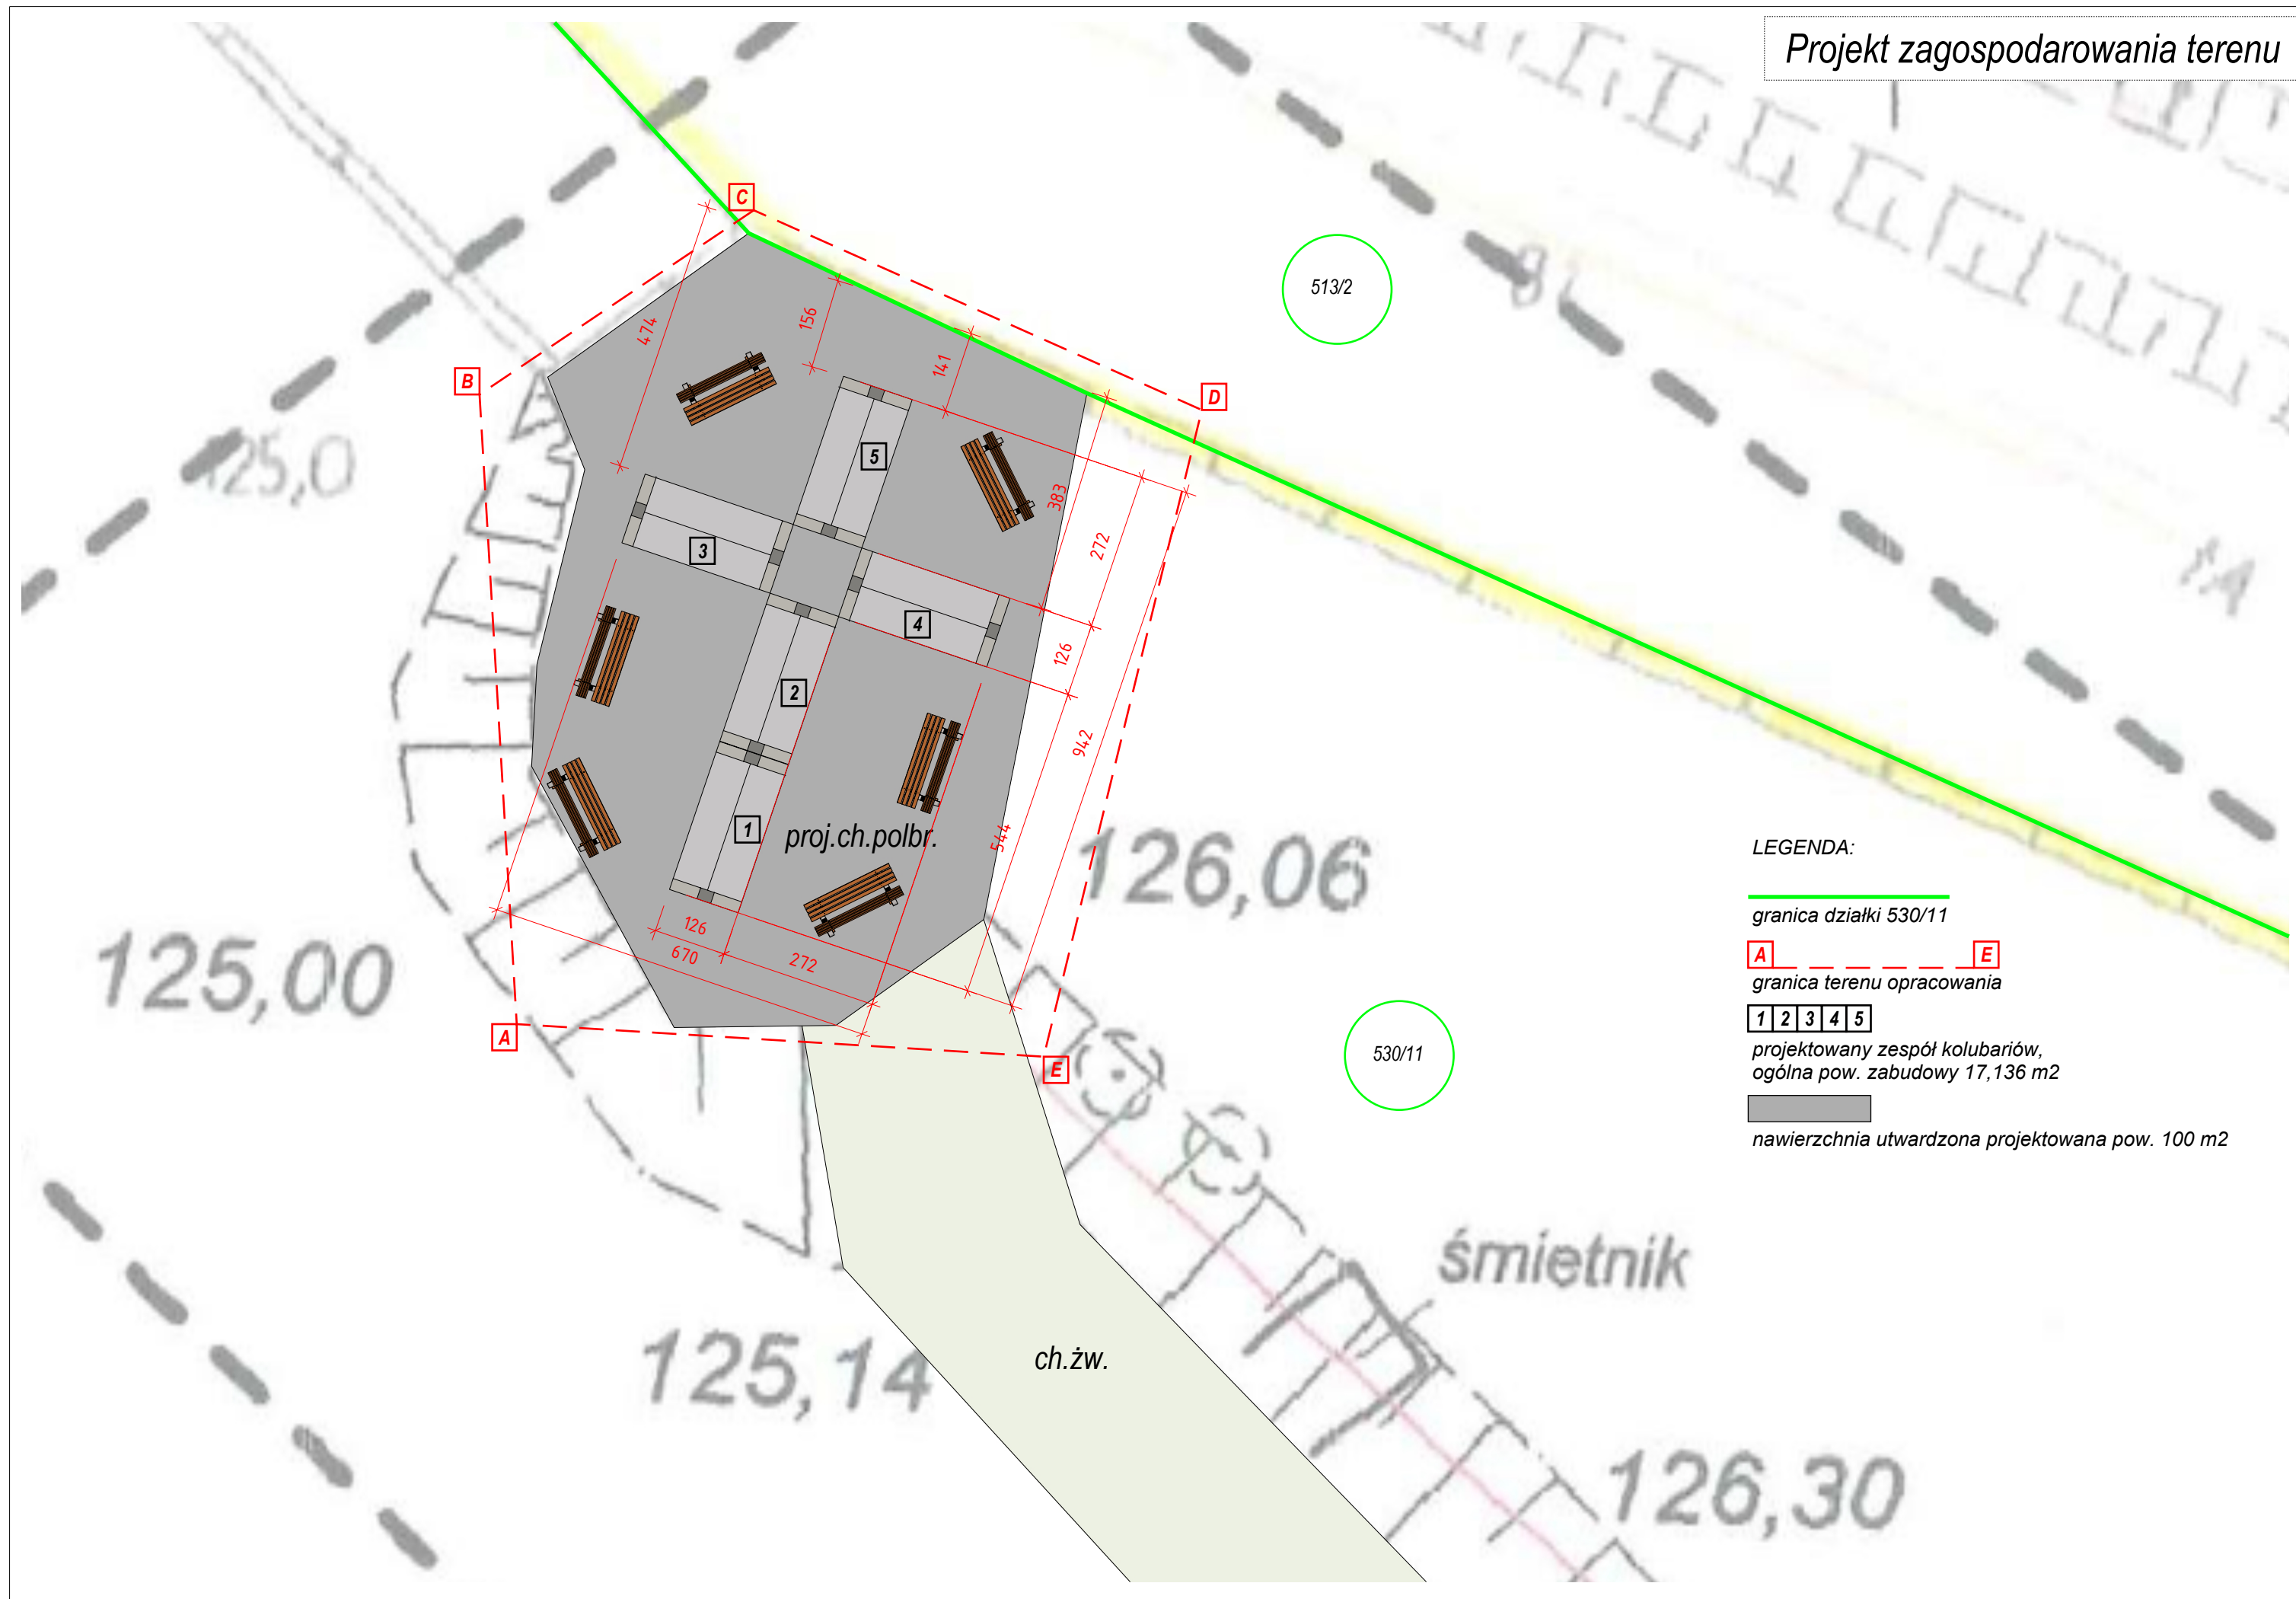 Projekt zagospodarowania terenu
C
513/2
474
156
141
B
D
125,0
5
383
272
3
4
126
2
942
1
proj.ch.polbr.
544
126,06
LEGENDA:
granica działki 530/11
A E
granica terenu opracowania
1 2 3 4 5
projektowany zespół kolubariów,
ogólna pow. zabudowy 17,136 m2
nawierzchnia utwardzona projektowana pow. 100 m2
126
670
272
125,00
A
E
530/11
śmietnik
125,14
ch.żw.
126,30